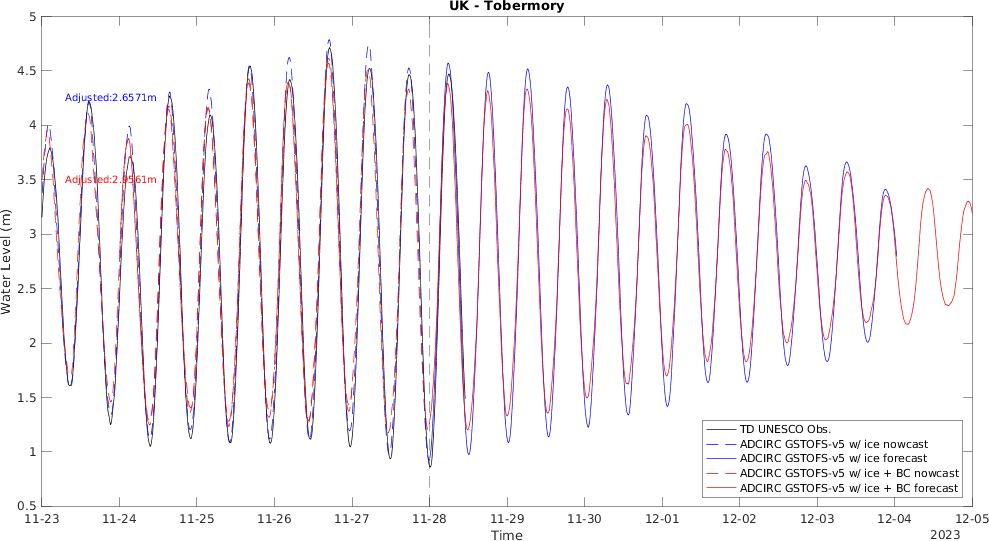 UK - Tobermory
5
4.5
4
3.5
3
2.5
2
1.5
1
0.5
Water Level (m)
Adjusted:2.6571m
TD UNESCO Obs.
ADCIRC GSTOFS-v5 w/ ice nowcast
ADCIRC GSTOFS-v5 w/ ice forecast
ADCIRC GSTOFS-v5 w/ ice + BC nowcast
ADCIRC GSTOFS-v5 w/ ice + BC forecast
11-23 11-24 11-25 11-26 11-27 11-28 11-29 11-30 12-01 12-02 12-03 12-04 12-05
Time
2023